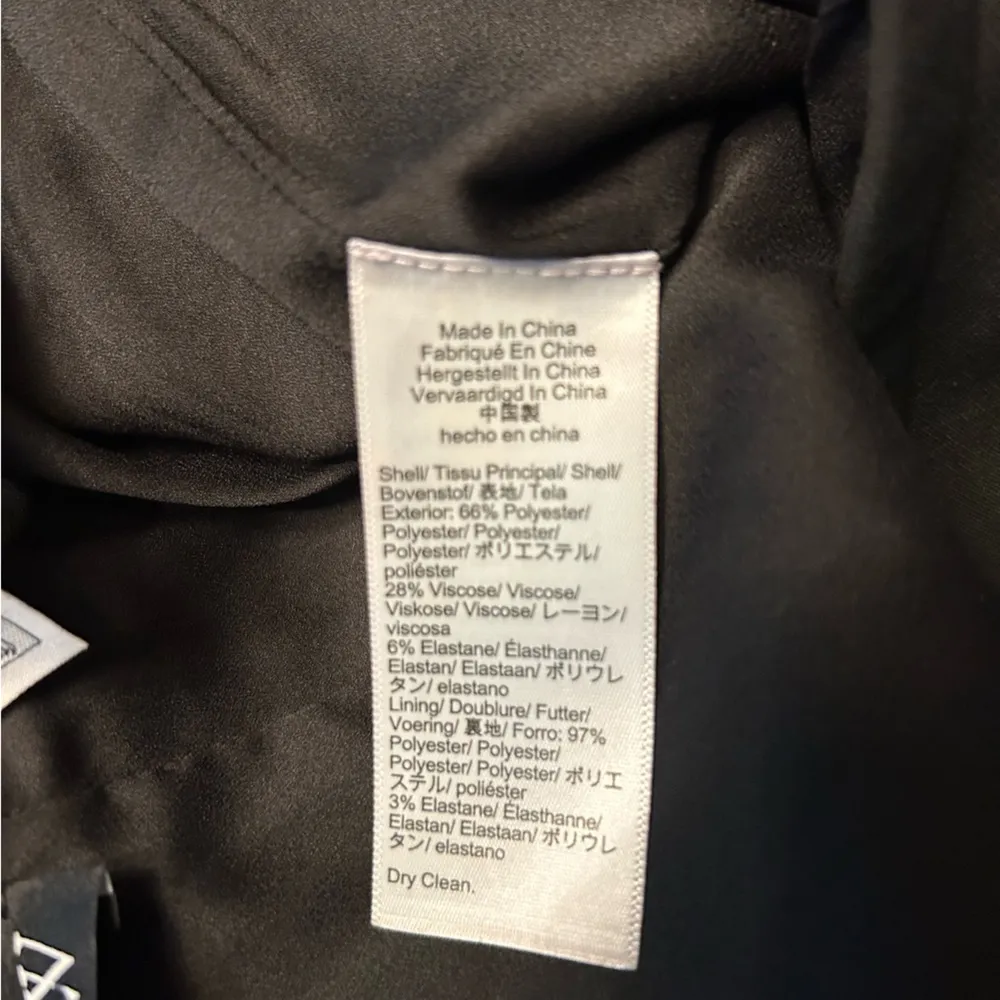 Made In China
Fabriqué En Chine
Hergestellt In China
Vervaardigd In China
中国製
hecho en china
Shell/ Tissu Principal/ Shell/
Bovenstof/ 表地/ Tela
Exterior: 66% Polyester/
Polyester/ Polyester/
Polyester/ ポリエステル/
poliéster
28% Viscose/ Viscose/
Viskose/ Viscose/ レーヨン/
viscosa
6% Elastane/ Élasthanne/
Elastan/ Elastaan/ ポリウレ
タン/ elastano
Lining/ Doublure/ Futter/
Voering/ 裏地/ Forro: 97%
Polyester/ Polyester/
Polyester/ Polyester/ ポリエ
ステル/ poliéster
3% Elastane/ Élasthanne/
Elastan/ Elastaan/ ポリウレ
タン/ elastano
Dry Clean.